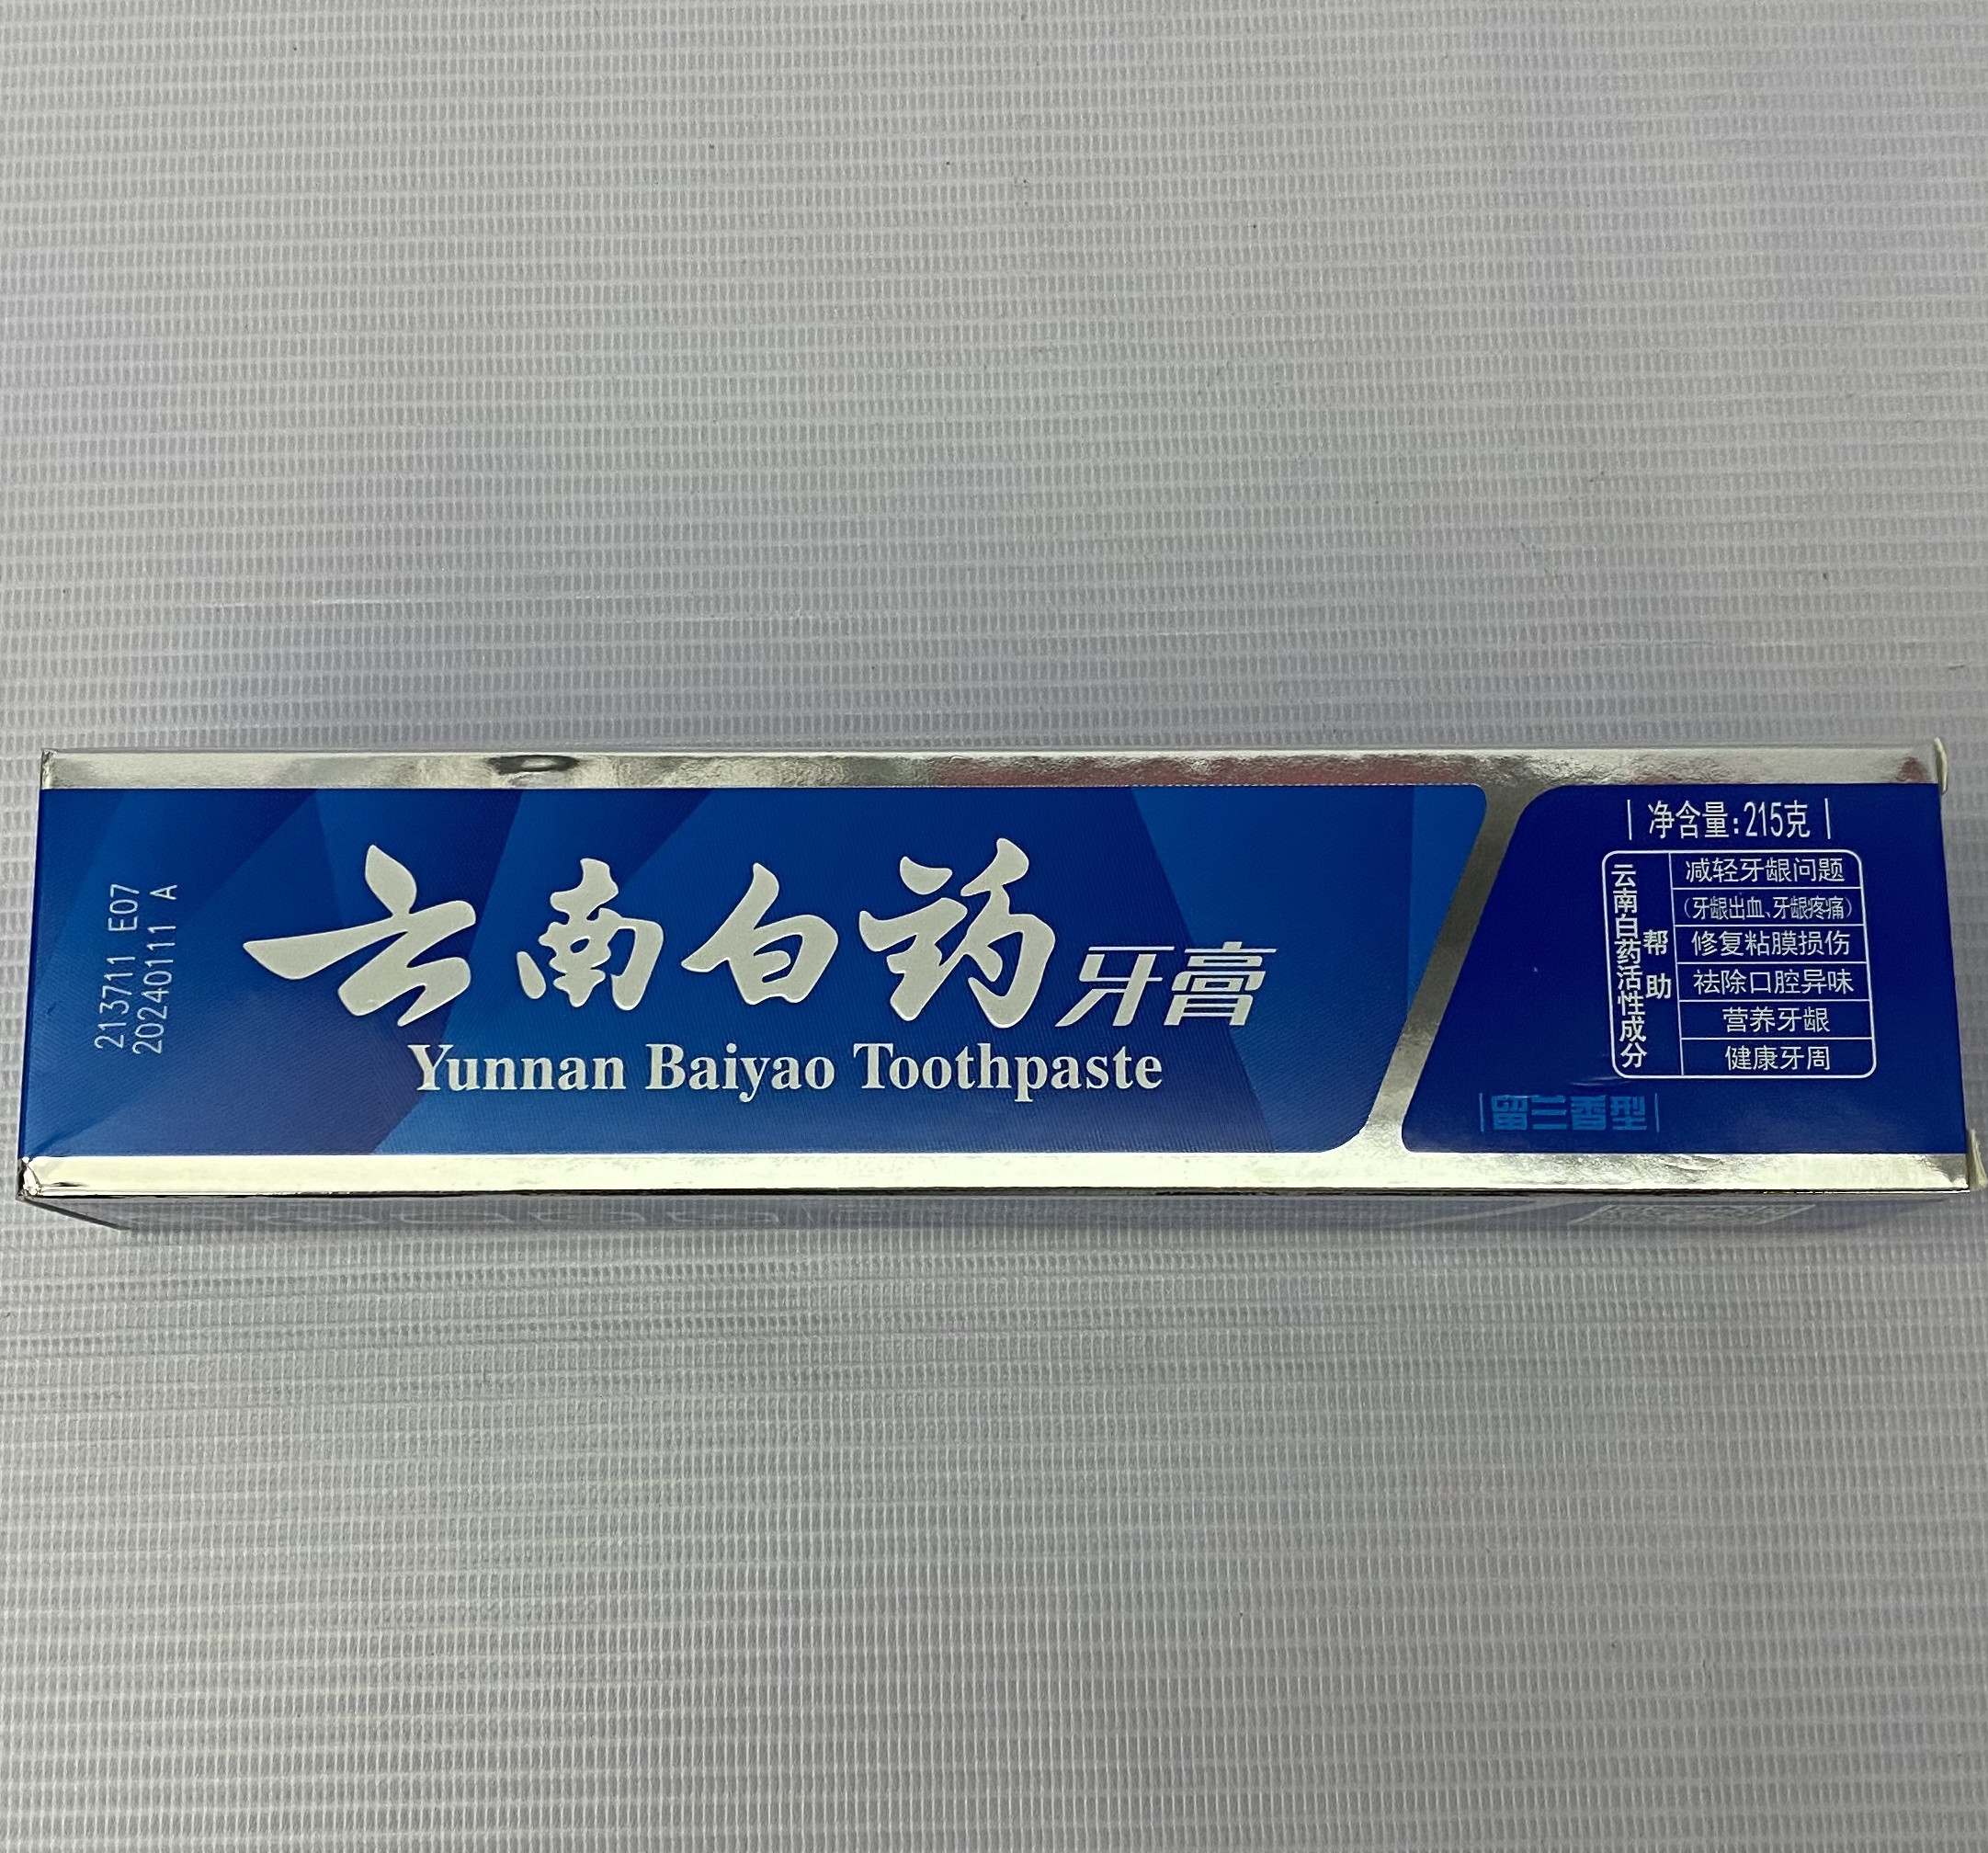 213711 E07
20240111 A
云南白药牙膏
Yunnan Baiyao Toothpaste
净含量:215克
云南白药活性成分
帮助
减轻牙龈问题
(牙龈出血、牙龈疼痛)
修复粘膜损伤
祛除口腔异味
营养牙龈
健康牙周
留兰香型